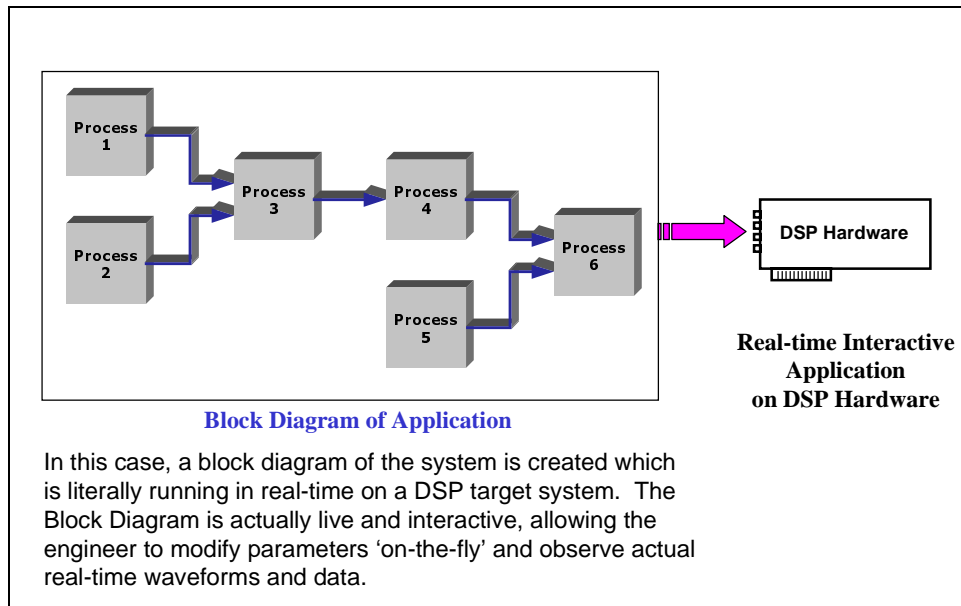 Process
1
Process
2
Process
3
Process
4
Process
5
Process
6
DSP Hardware
Real-time Interactive
Application
on DSP Hardware
Block Diagram of Application
In this case, a block diagram of the system is created which
is literally running in real-time on a DSP target system.  The
Block Diagram is actually live and interactive, allowing the
engineer to modify parameters ‘on-the-fly’ and observe actual
real-time waveforms and data.